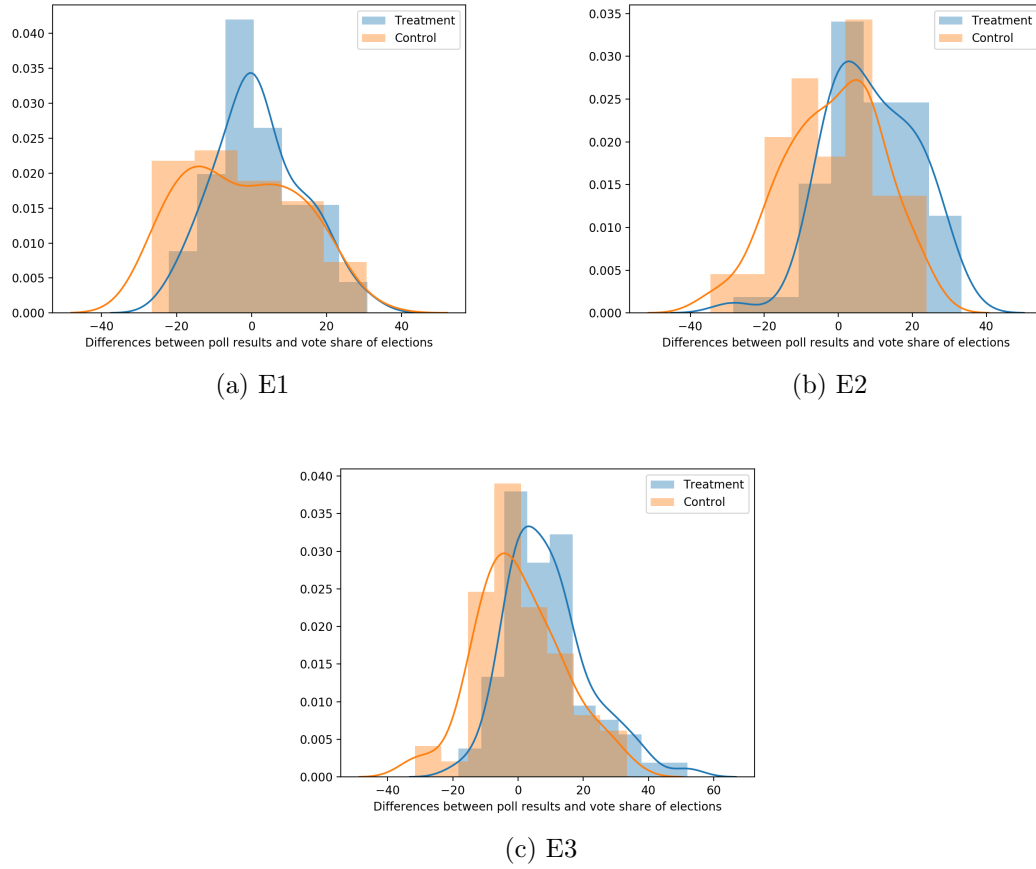 Treatment
Control
0.040
0.035
0.030
0.025
0.020
0.015
0.010
0.005
0.000
−40 −20 0 20 40
Differences between poll results and vote share of elections
(a) E1
Treatment
Control
0.035
0.030
0.025
0.020
0.015
0.010
0.005
0.000
−40 −20 0 20 40
Differences between poll results and vote share of elections
(b) E2
Treatment
Control
0.040
0.035
0.030
0.025
0.020
0.015
0.010
0.005
0.000
−40 −20 0 20 40 60
Differences between poll results and vote share of elections
(c) E3